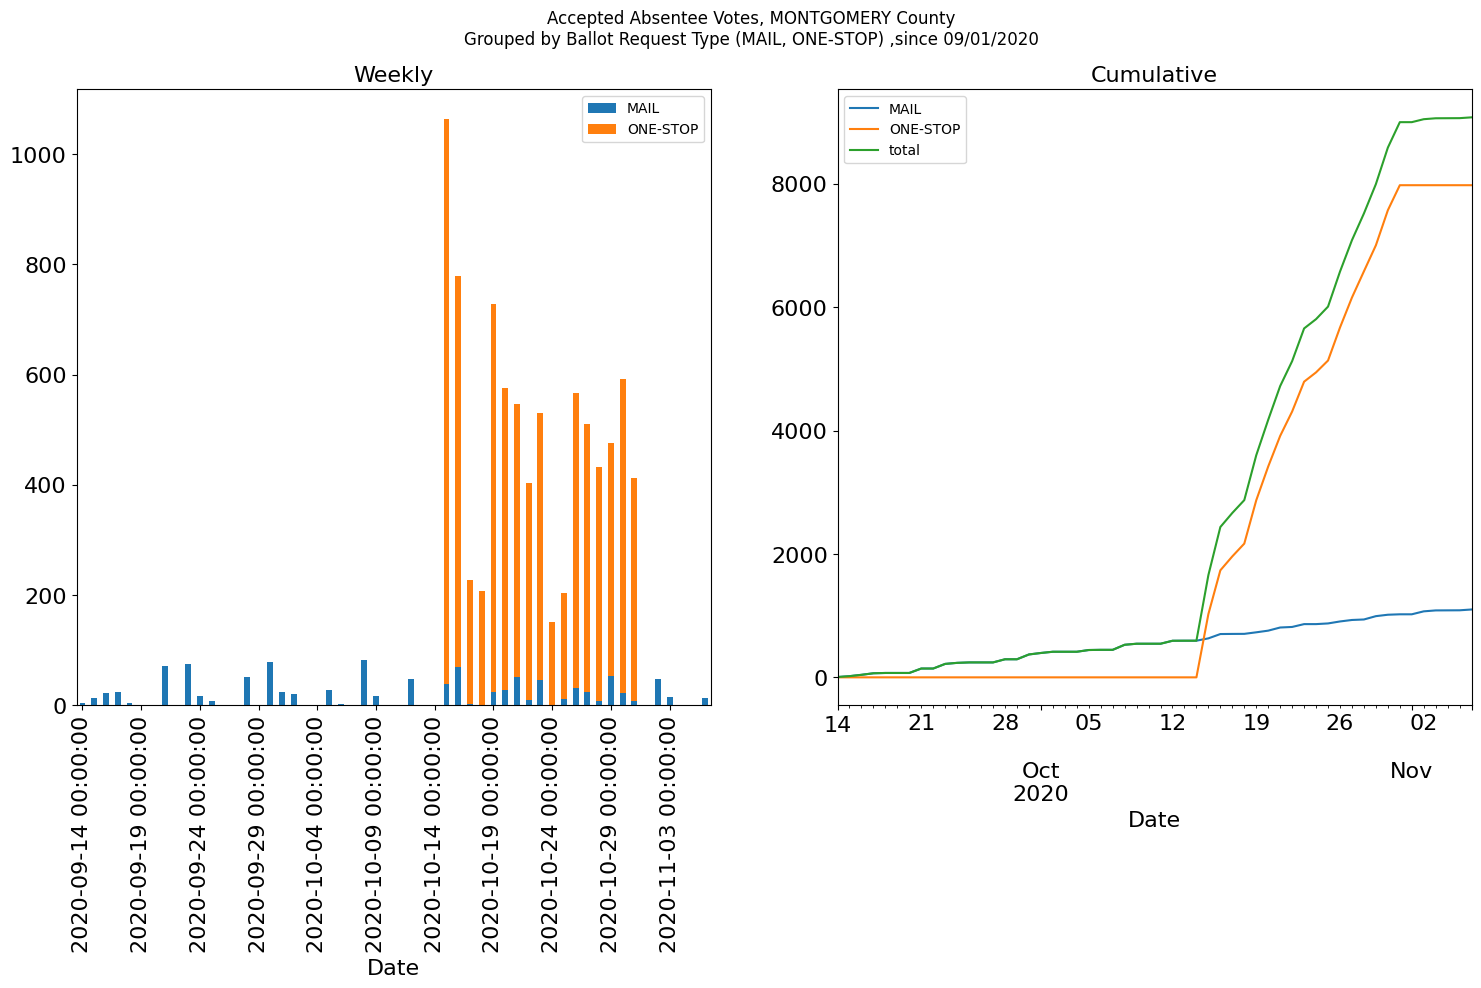 Accepted Absentee Votes, MONTGOMERY County
Grouped by Ballot Request Type (MAIL, ONE-STOP) ,since 09/01/2020
Weekly
MAIL
ONE-STOP
1000
800
600
400
200
0
2020-09-14 00:00:00
2020-09-19 00:00:00
2020-09-24 00:00:00
2020-09-29 00:00:00
2020-10-04 00:00:00
2020-10-09 00:00:00
2020-10-14 00:00:00
2020-10-19 00:00:00
2020-10-24 00:00:00
2020-10-29 00:00:00
2020-11-03 00:00:00
Date
Cumulative
MAIL
ONE-STOP
total
8000
6000
4000
2000
0
14 21 28 05 12 19 26 02
Oct Nov
2020
Date